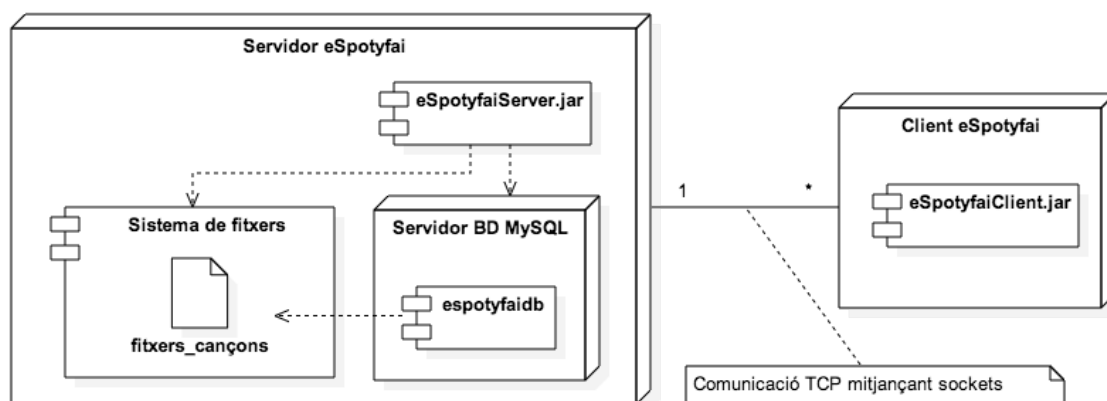 Servidor eSpotyfai
eSpotyfaiServer.jar
Client eSpotyfai
1
*
eSpotyfaiClient.jar
Sistema de fitxers
Servidor BD MySQL
espotyfaidb
fitxers_cançons
Comunicació TCP mitjançant sockets